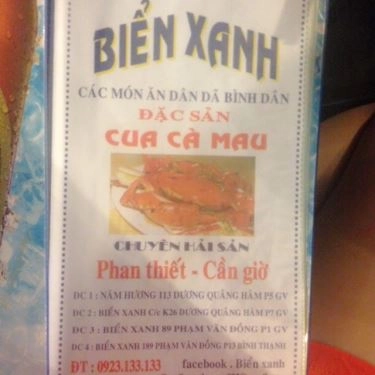 BIỂN XANH
CÁC MÓN ĂN DÂN DÃ BÌNH DÂN
ĐẶC SẢN
CUA CÀ MAU
CHUYÊN HẢI SẢN
Phan thiết - Cần giờ
ĐC 1 : NĂM HƯƠNG 113 DƯƠNG QUẢNG HÀM P5 GV
ĐC 2 : BIỂN XANH C/c K26 DƯƠNG QUẢNG HÀM P7 GV
ĐC 3 : BIỂN XANH 89 PHẠM VĂN ĐỒNG P1 GV
ĐC 4 : BIỂN XANH 189 PHẠM VĂN ĐỒNG P13 BÌNH THẠNH
ĐT : 0923.133.133 facebook . Biển xanh